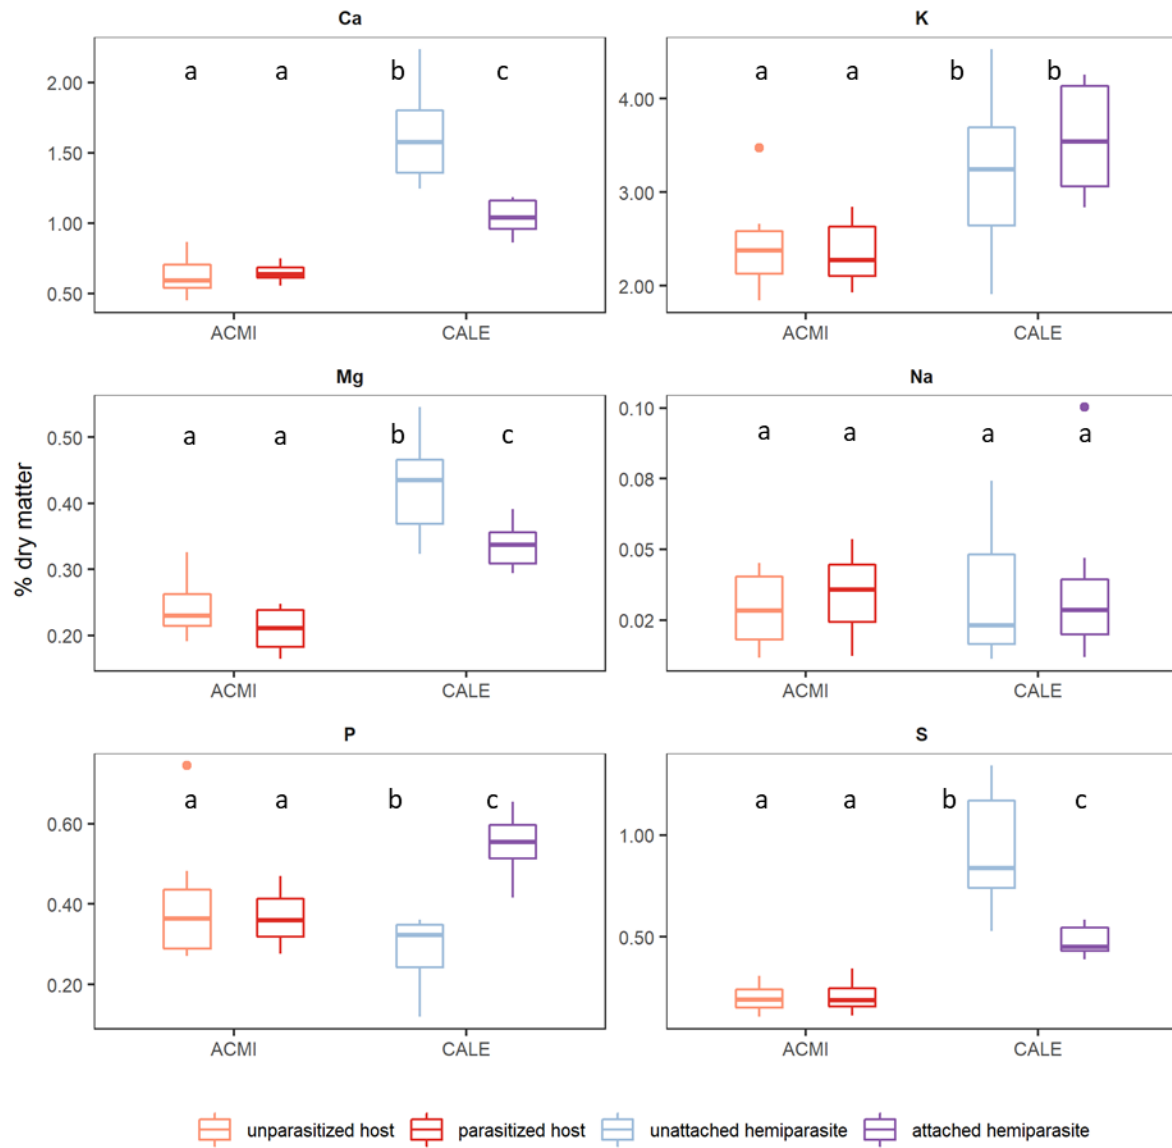 Ca
K
a a b c
a a b b
2.00
1.50
1.00
0.50
4.00
3.00
2.00
ACMI CALE
ACMI CALE
Mg
Na
a a b c
a a a a
0.50
0.40
0.30
0.20
0.10
0.08
0.05
0.02
ACMI CALE
ACMI CALE
P
S
a a b c
a a b c
0.60
0.40
0.20
1.00
0.50
ACMI CALE
ACMI CALE
% dry matter
unparasitized host parasitized host unattached hemiparasite attached hemiparasite